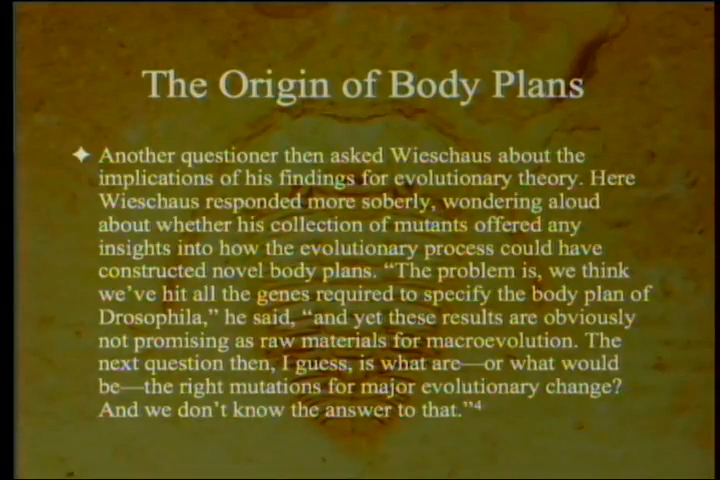 The Origin of Body Plans
Another questioner then asked Wieschaus about the
implications of his findings for evolutionary theory. Here
Wieschaus responded more soberly, wondering aloud
about whether his collection of mutants offered any
insights into how the evolutionary process could have
constructed novel body plans. “The problem is, we think
we’ve hit all the genes required to specify the body plan of
Drosophila,” he said, “and yet these results are obviously
not promising as raw materials for macroevolution. The
next question then, I guess, is what are—or what would
be—the right mutations for major evolutionary change?
And we don’t know the answer to that.”4